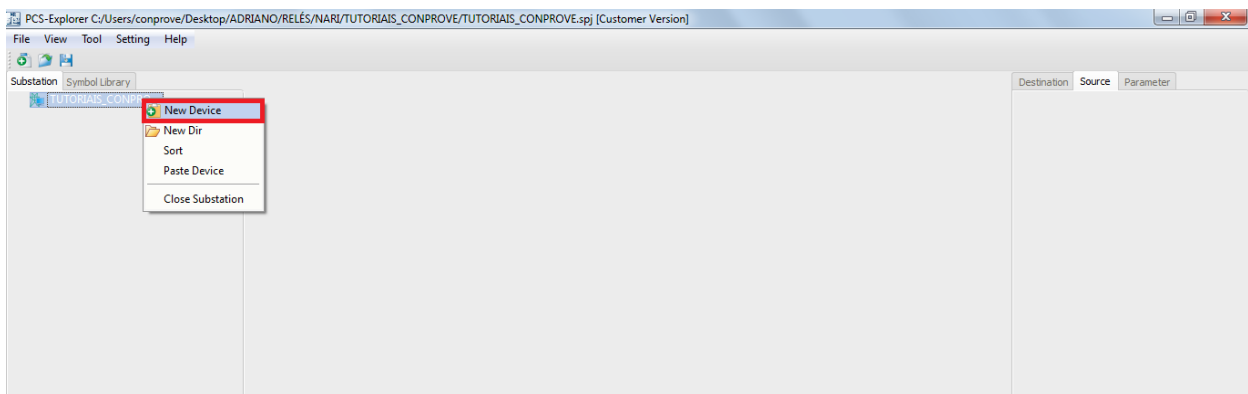 PCS-Explorer C:/Users/conprove/Desktop/ADRIANO/RELÉS/NARI/TUTORIAIS_CONPROVE/TUTORIAIS_CONPROVE.spj [Customer Version]
File View Tool Setting Help
Substation Symbol Library
Destination Source Parameter
TUTORIAIS_CONPRO
New Device
New Dir
Sort
Paste Device
Close Substation